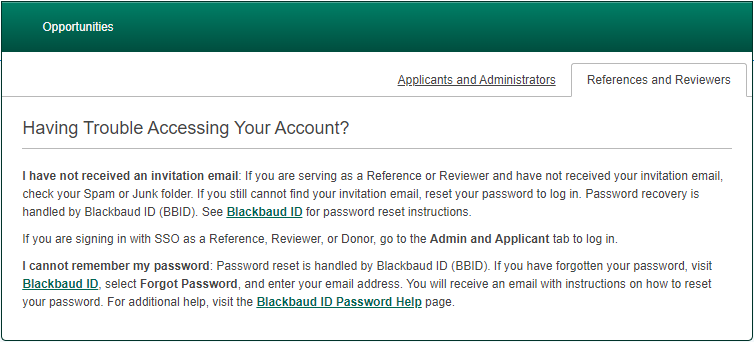 Opportunities
Applicants and Administrators
References and Reviewers
Having Trouble Accessing Your Account?
I have not received an invitation email: If you are serving as a Reference or Reviewer and have not received your invitation email,
check your Spam or Junk folder. If you still cannot find your invitation email, reset your password to log in. Password recovery is
handled by Blackbaud ID (BBID). See Blackbaud ID for password reset instructions.
If you are signing in with SSO as a Reference, Reviewer, or Donor, go to the Admin and Applicant tab to log in.
I cannot remember my password: Password reset is handled by Blackbaud ID (BBID). If you have forgotten your password, visit
Blackbaud ID, select Forgot Password, and enter your email address. You will receive an email with instructions on how to reset
your password. For additional help, visit the Blackbaud ID Password Help page.